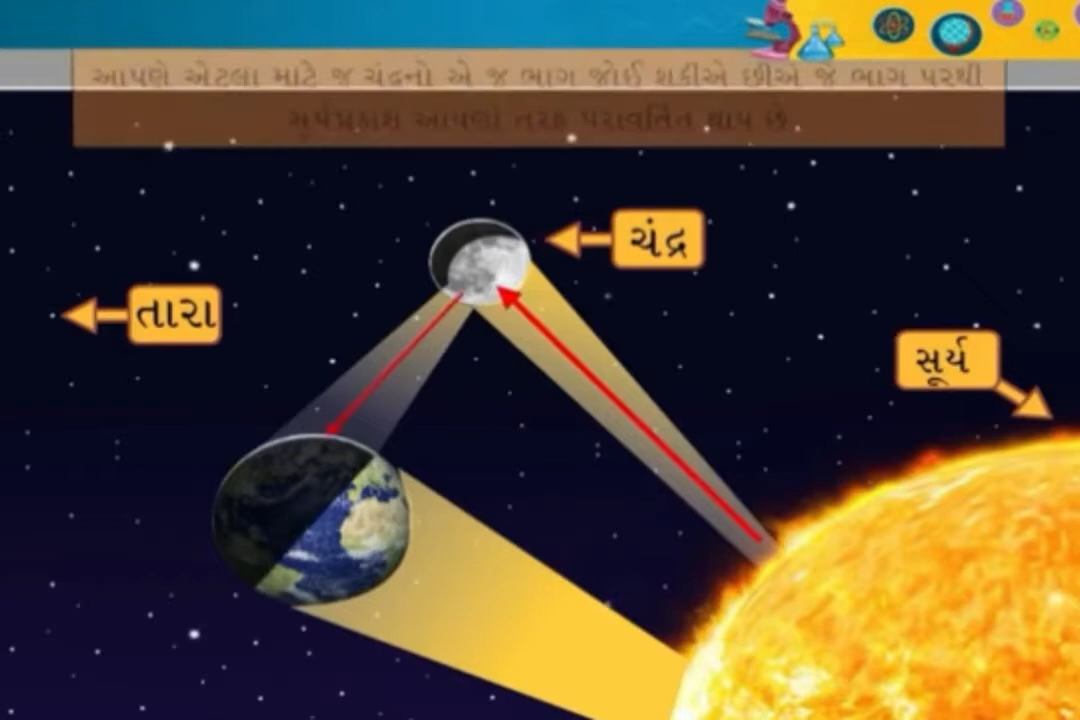 આપણે એટલા માટે જ ચંદ્રનો એ જ ભાગ જોઈ શકીએ છીએ જે ભાગ પરથી
સૂર્યપ્રકાશ આપણી તરફ પરાવર્તિત થાય છે
ચંદ્ર
તારા
સૂર્ય